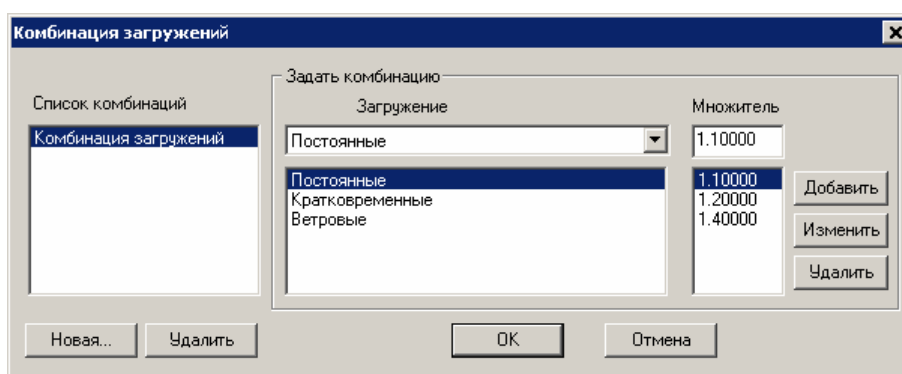 Комбинация загружений
Задать комбинацию
Список комбинаций
Загружение
Множитель
Комбинация загружений
Постоянные
1.10000
Постоянные
1.10000
Кратковременные
1.20000
Ветровые
1.40000
Добавить
Изменить
Удалить
Новая...
Удалить
OK
Отмена